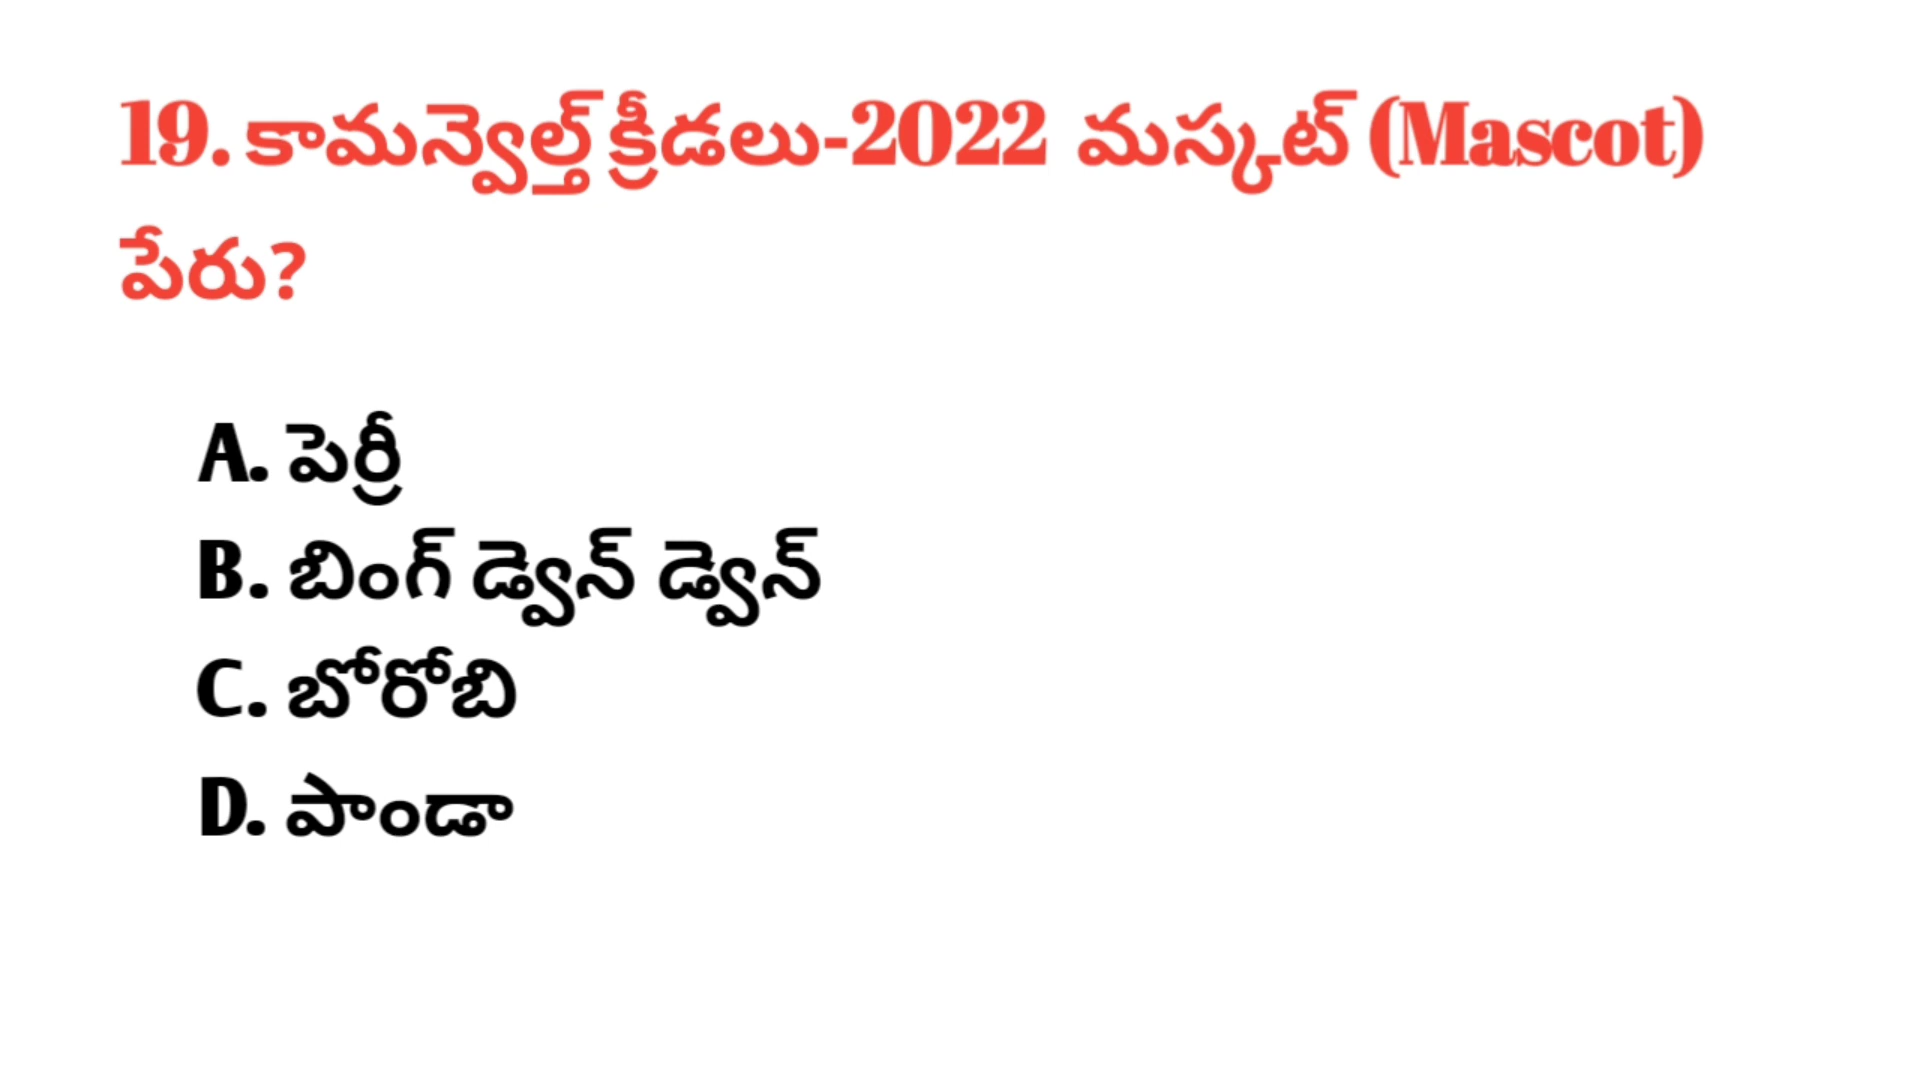 19. కామన్వెల్త్ క్రీడలు-2022 మస్కట్ (Mascot)
పేరు?
A. పెర్రీ
B. బింగ్ డ్వెన్ డ్వెన్
C. బోరోబి
D. పాండా